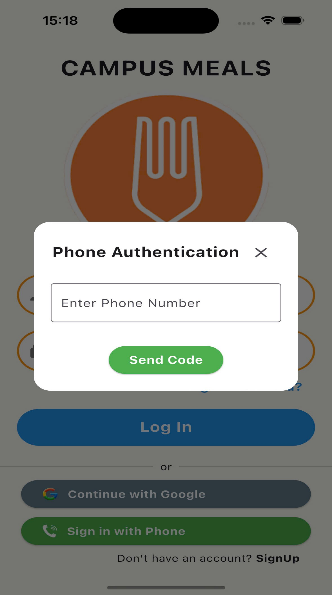 15:18
CAMPUS MEALS
Phone Authentication
Enter Phone Number
Send Code
?
Log In
or
Continue with Google
Sign in with Phone
Don't have an account? SignUp